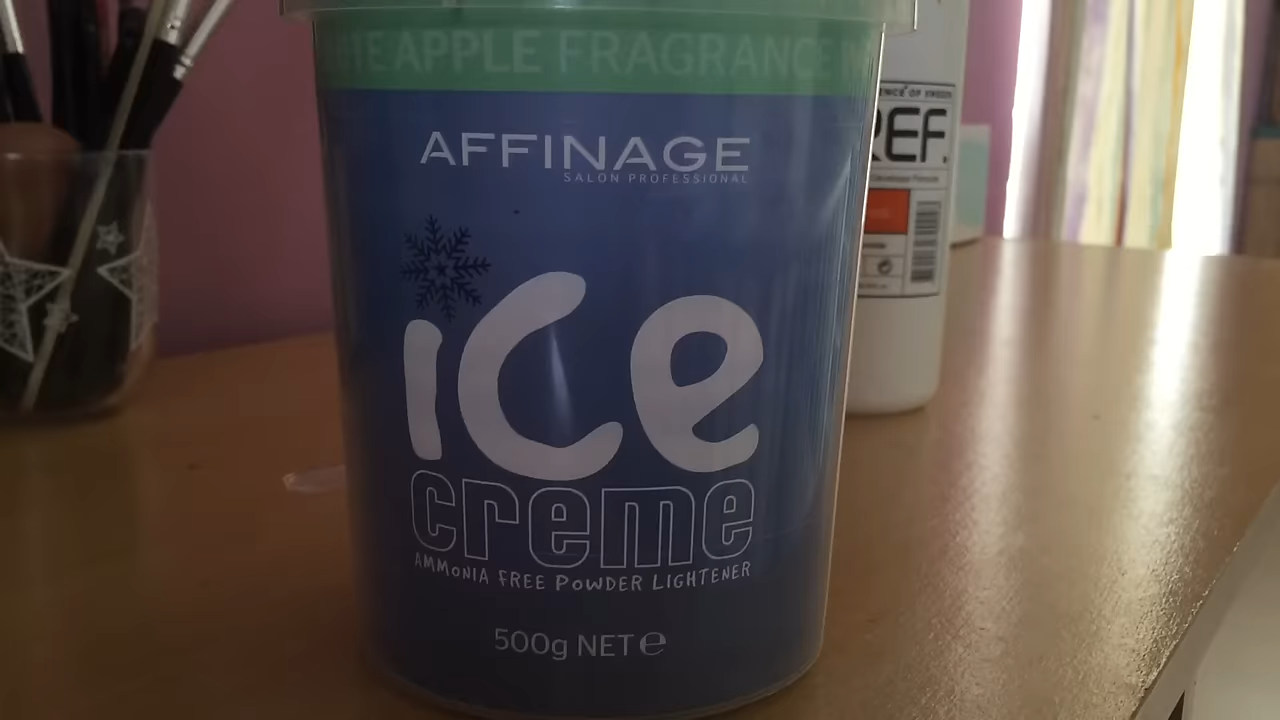 APPLE FRAGRANCE
AFFINAGE
SALON PROFESSIONAL
ice
creme
AMMONIA FREE POWDER LIGHTENER
500g NET e
REF.